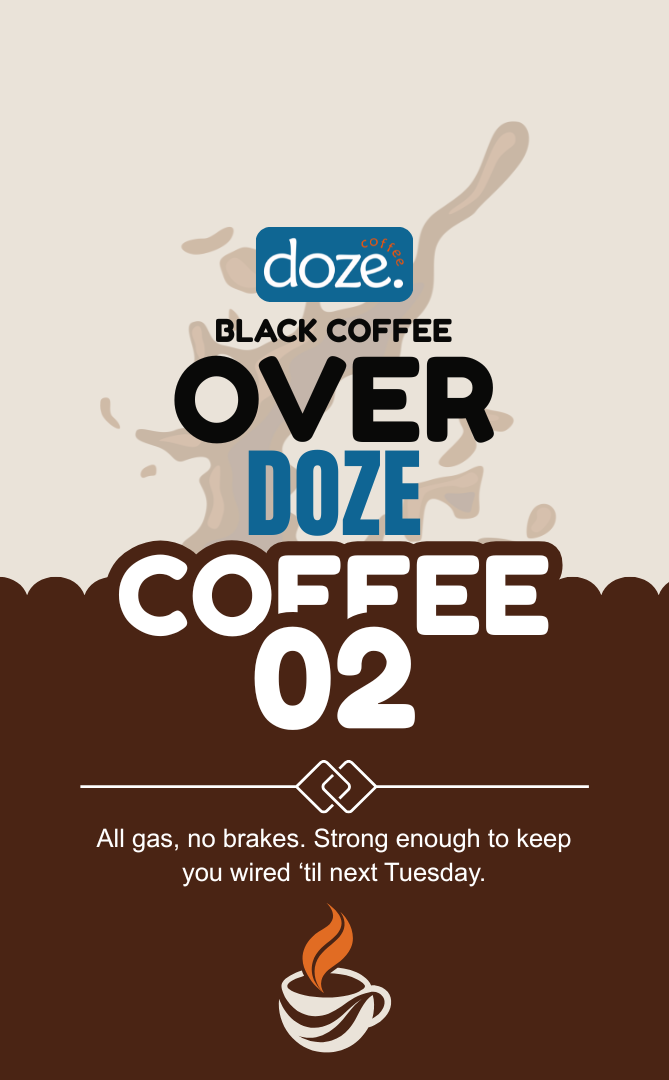 coffee
doze.
BLACK COFFEE
OVER
DOZE
COFFEE
02
All gas, no brakes. Strong enough to keep
you wired ‘til next Tuesday.